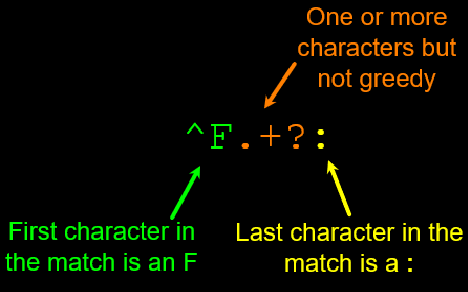 One or more
characters but
not greedy
^F.+?:
First character in
the match is an F
Last character in the
match is a :